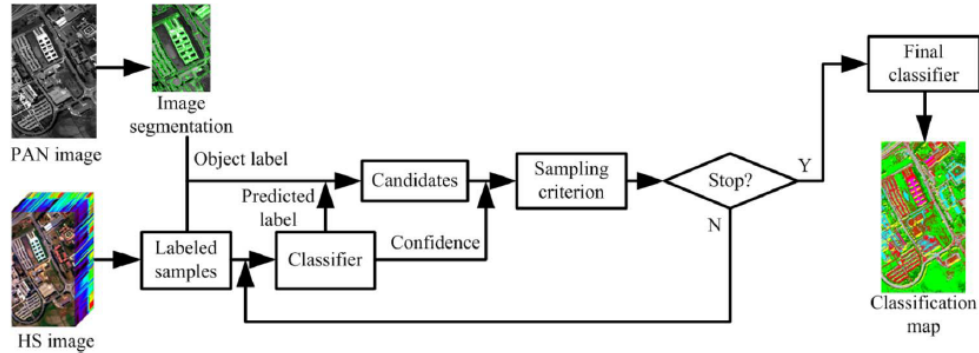 PAN image
Image
segmentation
Object label
Predicted
label
Candidates
Sampling
criterion
Stop?
Y
N
Final
classifier
Labeled
samples
Classifier
Confidence
HS image
Classification
map